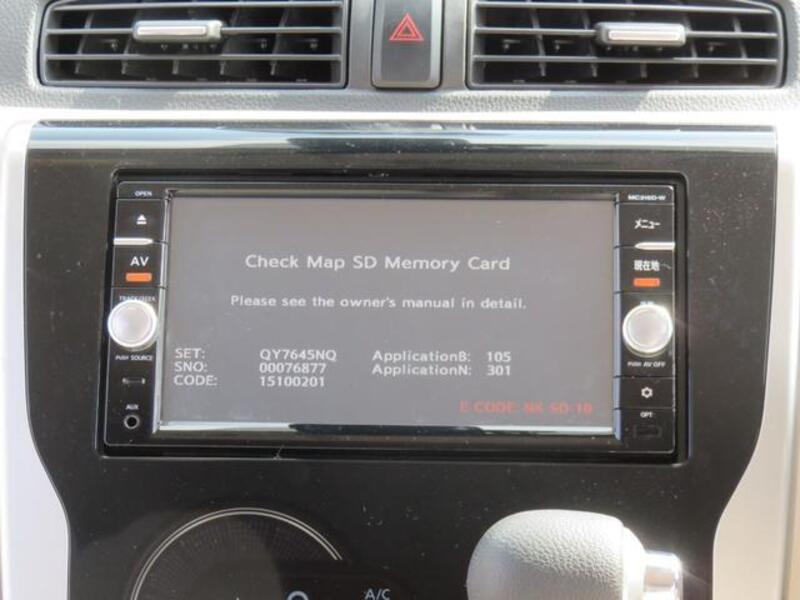 OPEN
MC315D-W
メニュー
AV
現在地
TRACK/SEEK
Check Map SD Memory Card
Please see the owner's manual in detail.
PUSH SOURCE
PUSH AV OFF
SET: QY7645NQ ApplicationB: 105
SNO: 00076877 ApplicationN: 301
CODE: 15100201
E-CODE: NK SD-10
AUX
OPT
A/C